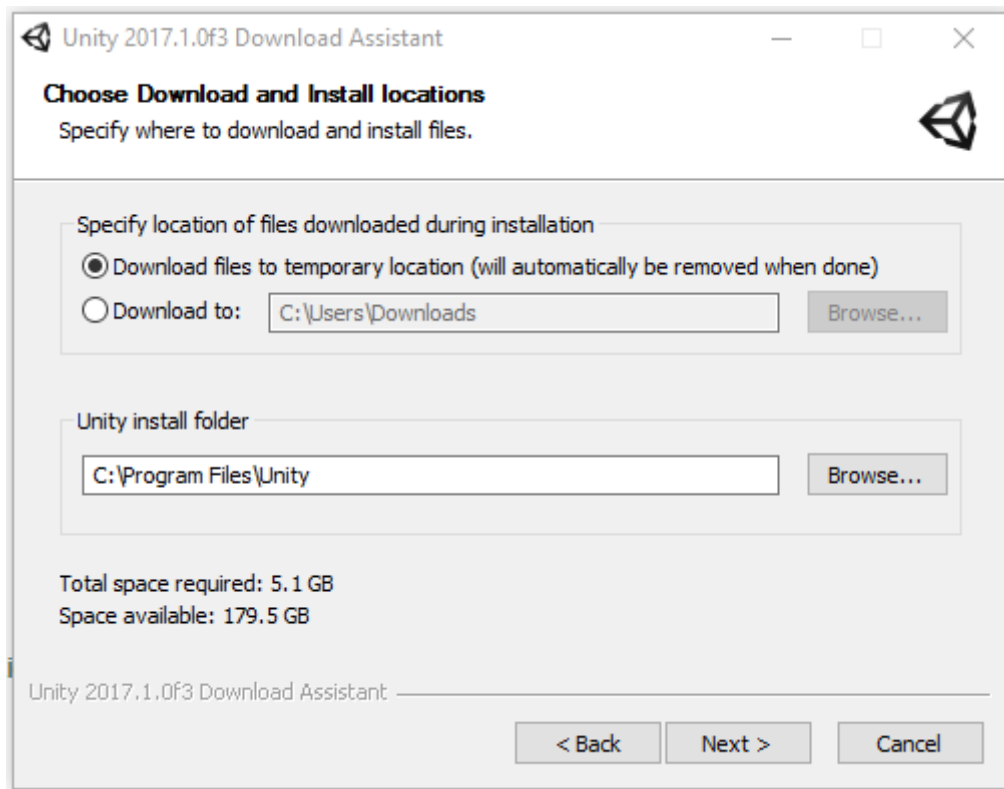 Unity 2017.1.0f3 Download Assistant
Choose Download and Install locations
Specify where to download and install files.
Specify location of files downloaded during installation
Download files to temporary location (will automatically be removed when done)
Download to: C:\Users\Downloads Browse...
Unity install folder
C:\Program Files\Unity Browse...
Total space required: 5.1 GB
Space available: 179.5 GB
Unity 2017.1.0f3 Download Assistant
< Back Next > Cancel